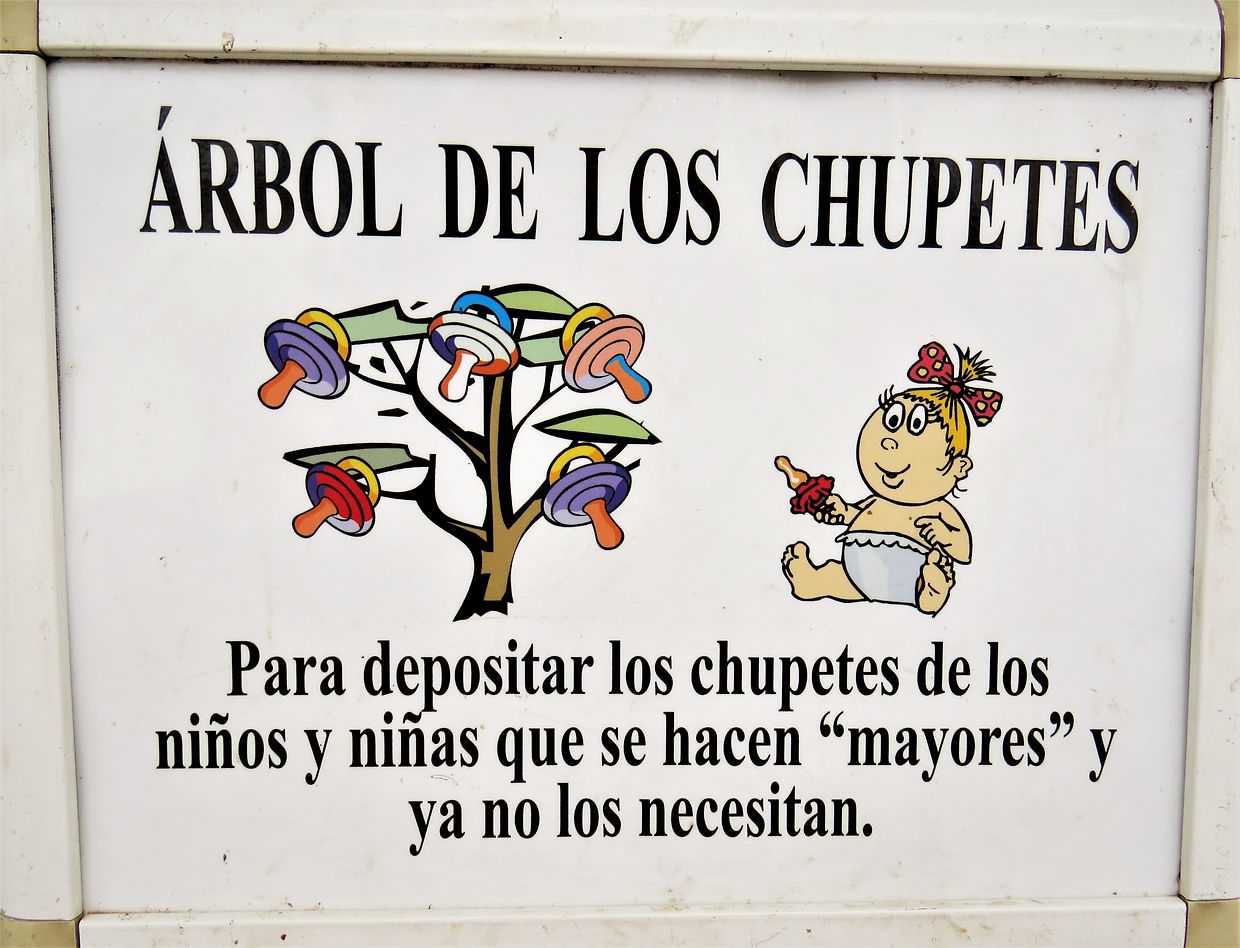 ÁRBOL DE LOS CHUPETES
Para depositar los chupetes de los
niños y niñas que se hacen “mayores” y
ya no los necesitan.